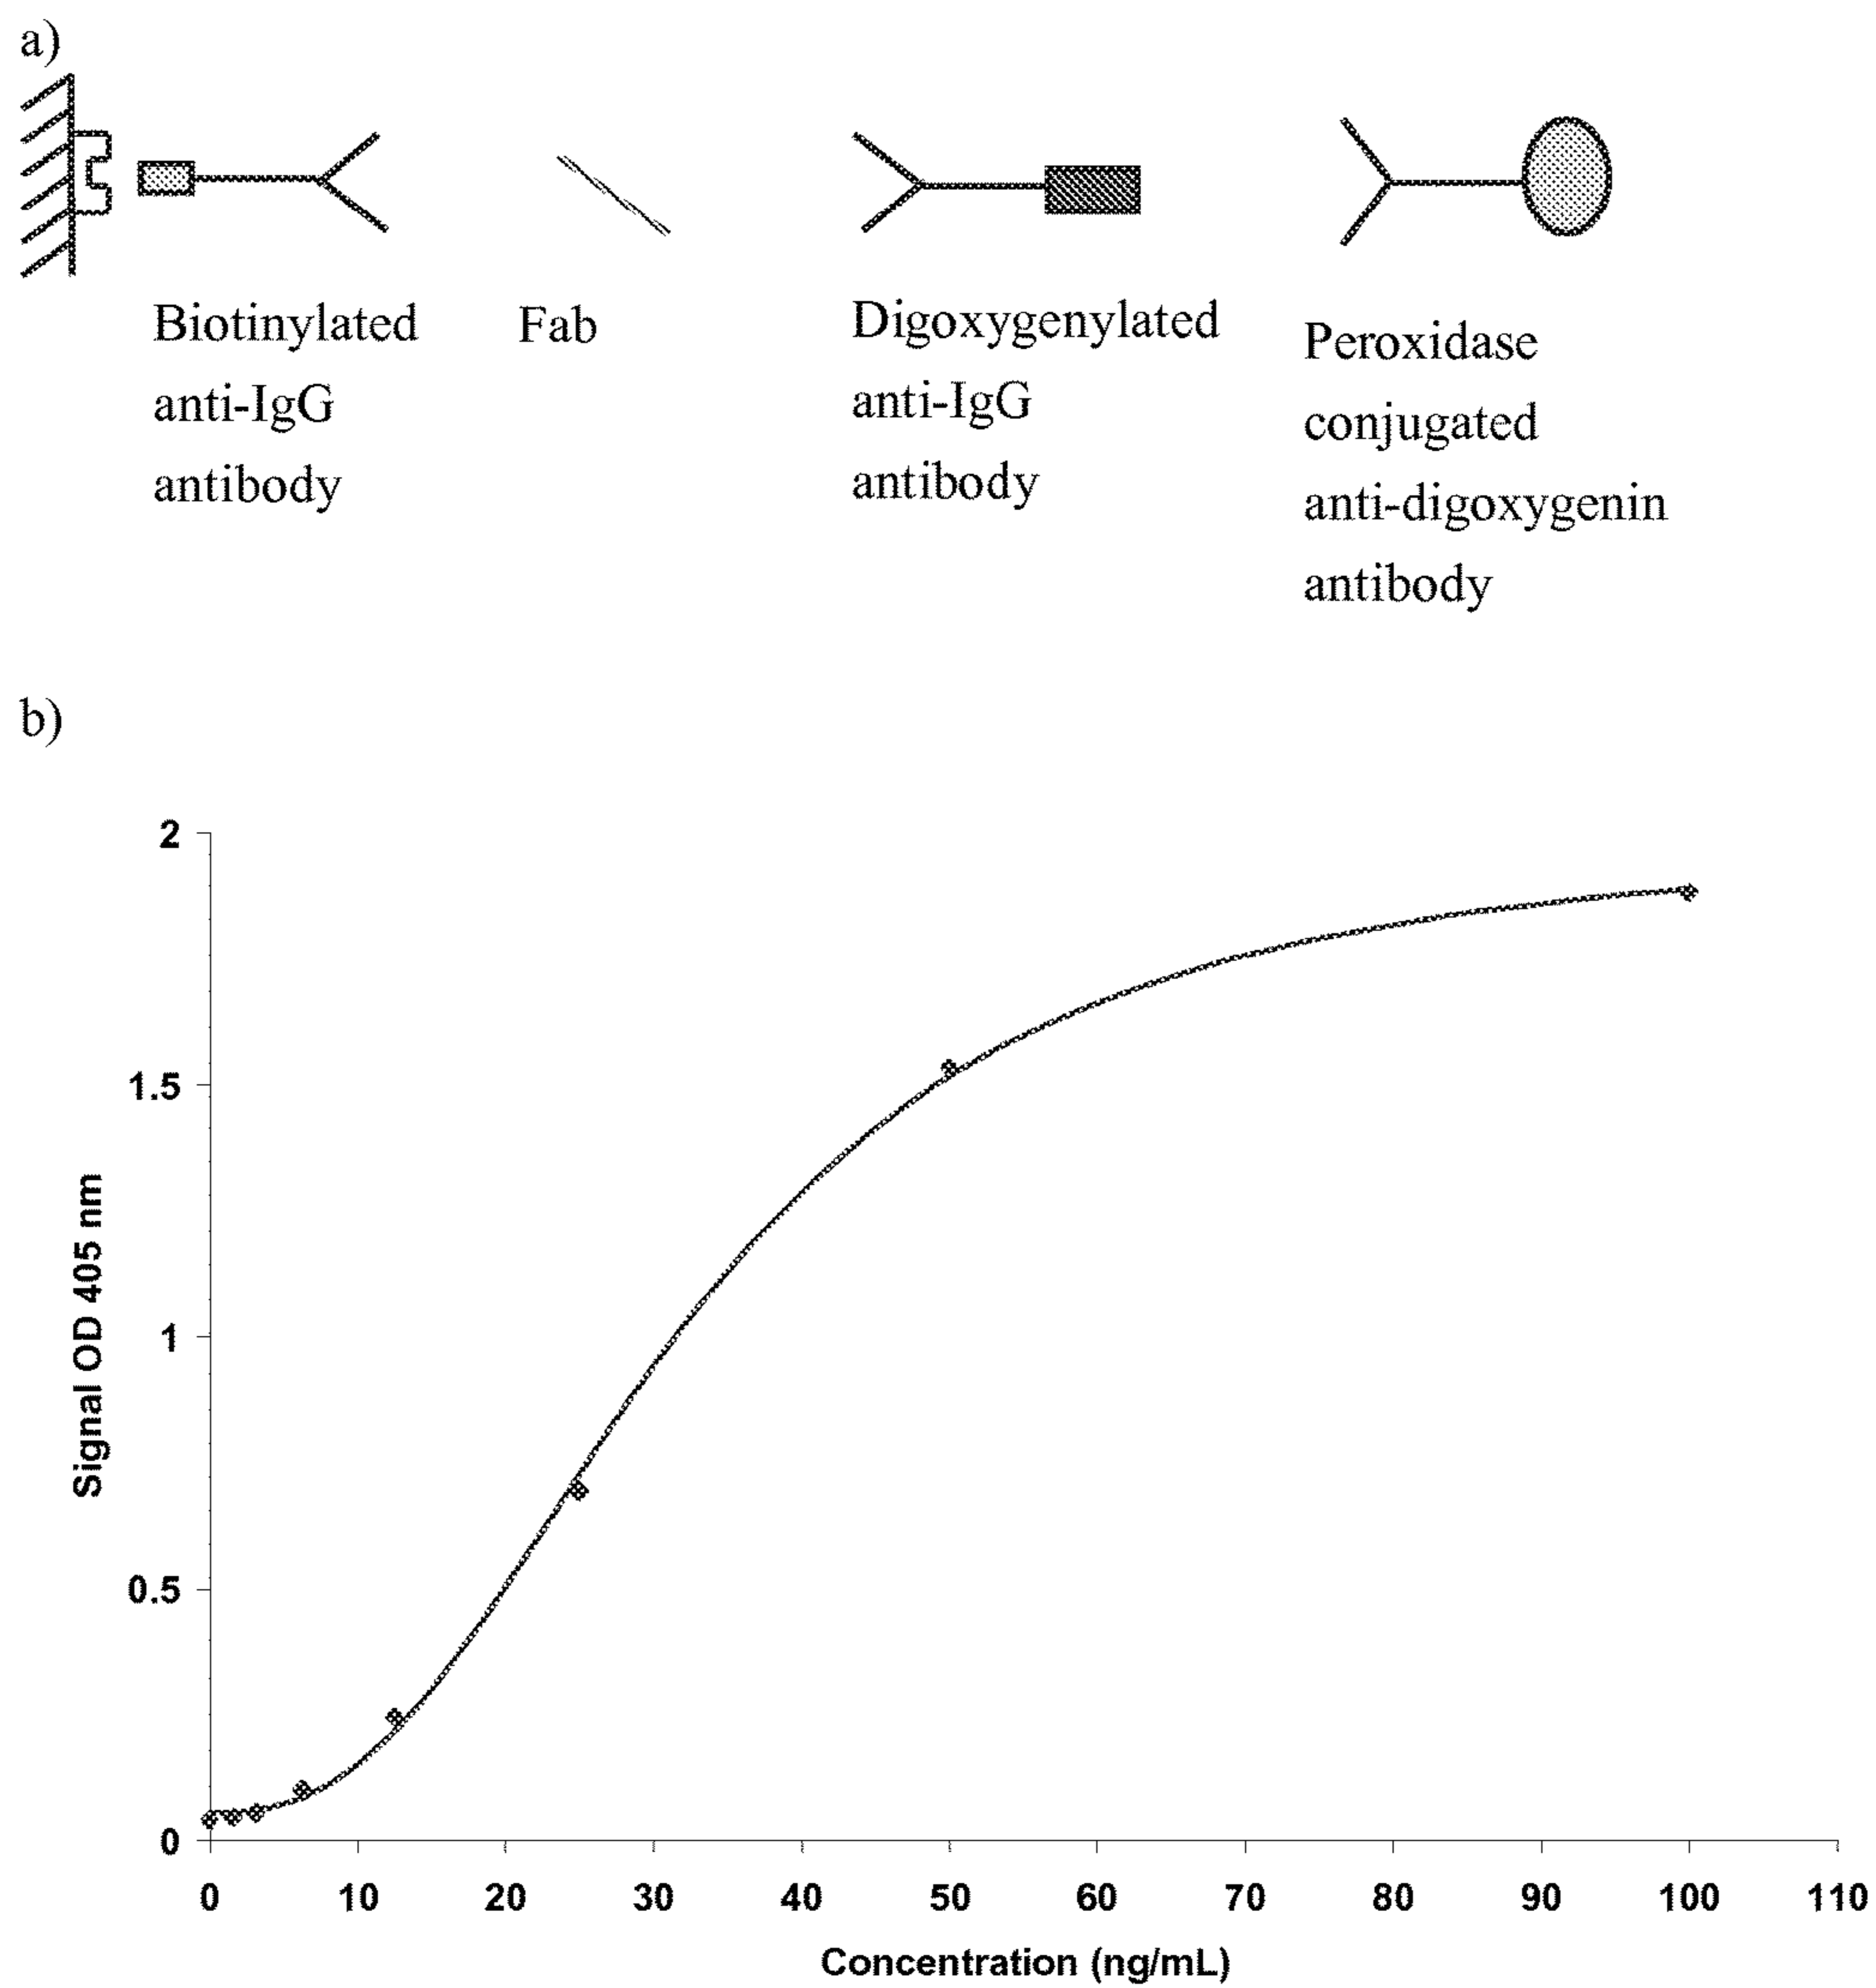 a)
Biotinylated
anti-IgG
antibody
Fab
Digoxygenylated
anti-IgG
antibody
Peroxidase
conjugated
anti-digoxygenin
antibody
b)
2
1.5
1
0.5
0
Signal OD 405 nm
0 10 20 30 40 50 60 70 80 90 100 110
Concentration (ng/mL)